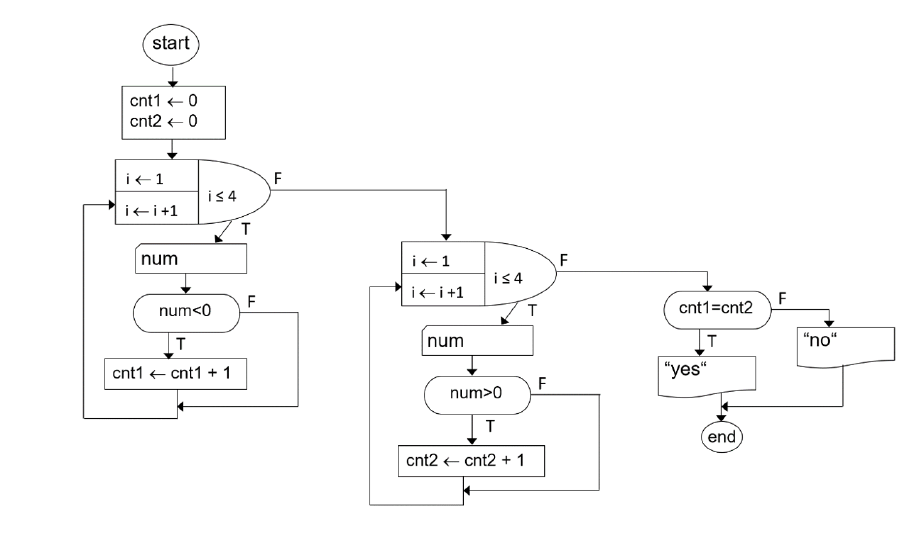 start
cnt1 ← 0
cnt2 ← 0
i ← 1
i ← i +1
i ≤ 4
F
T
num
num<0
F
T
cnt1 ← cnt1 + 1
i ← 1
i ← i +1
i ≤ 4
F
T
num
num>0
F
T
cnt2 ← cnt2 + 1
cnt1=cnt2
F
T
“no“
“yes“
end